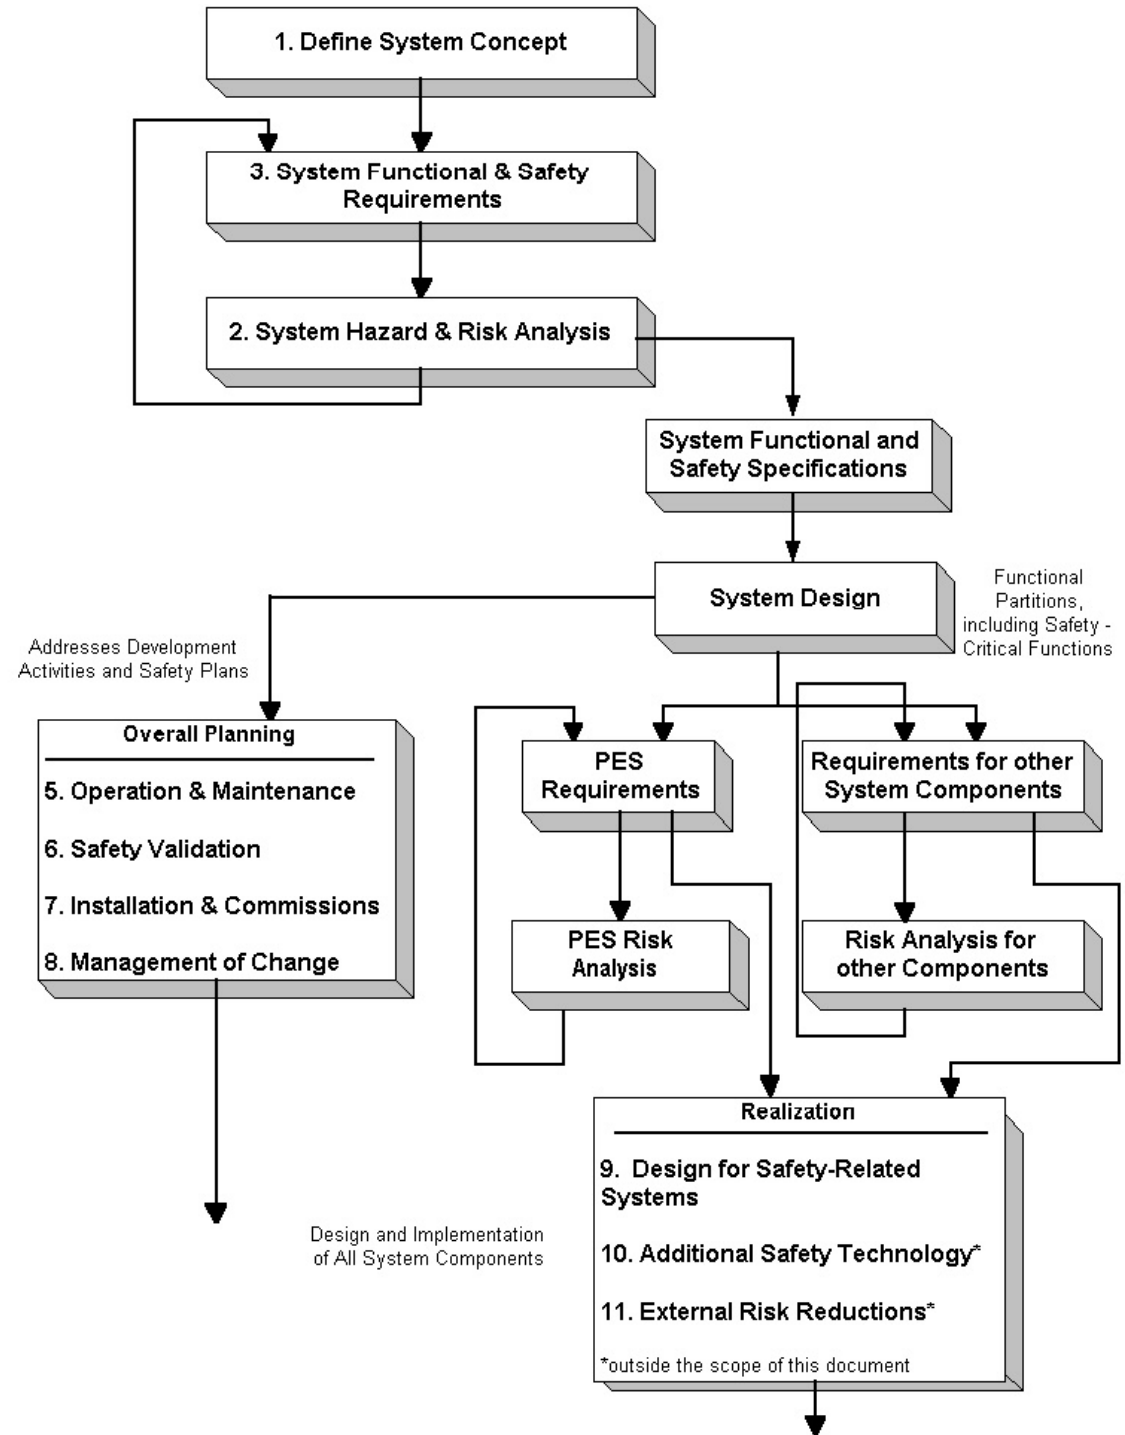 1. Define System Concept
3. System Functional & Safety
Requirements
2. System Hazard & Risk Analysis
System Functional and
Safety Specifications
System Design
Functional
Partitions,
including Safety -
Critical Functions
Addresses Development
Activities and Safety Plans
Overall Planning
5. Operation & Maintenance
6. Safety Validation
7. Installation & Commissions
8. Management of Change
PES
Requirements
Requirements for other
System Components
PES Risk
Analysis
Risk Analysis for
other Components
Realization
9. Design for Safety-Related
Systems
10. Additional Safety Technology*
11. External Risk Reductions*
*outside the scope of this document
Design and Implementation
of All System Components